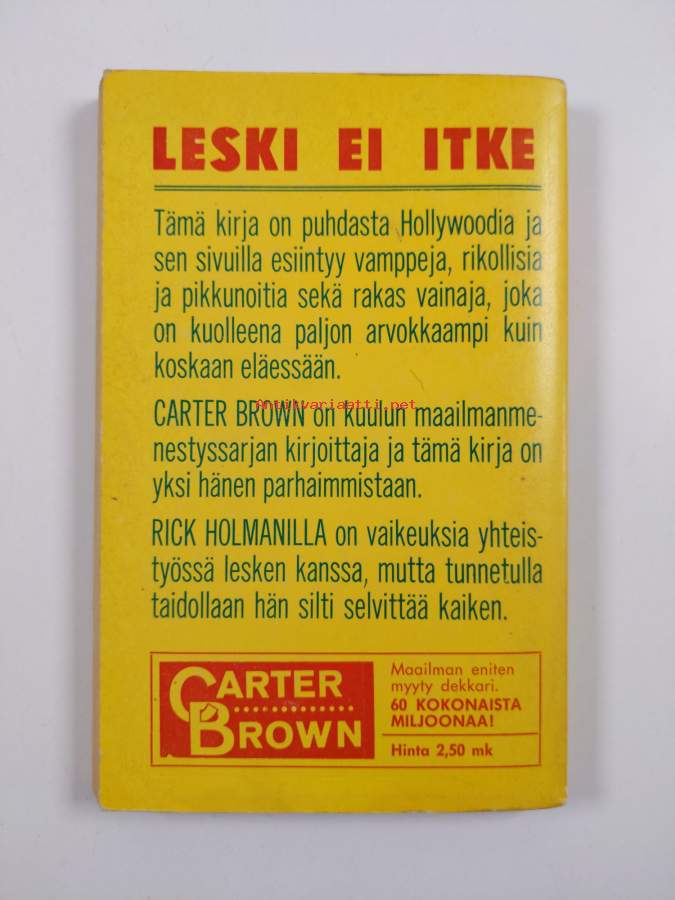 LESKI EI ITKE
Tämä kirja on puhdasta Hollywoodia ja
sen sivuilla esiintyy vamppeja, rikollisia
ja pikkunoitia sekä rakas vainaja, joka
on kuolleena paljon arvokkaampi kuin
koskaan eläessään.
Antikvariaatti.net
CARTER BROWN on kuulun maailmanme-
nestyssarjan kirjoittaja ja tämä kirja on
yksi hänen parhaimmistaan.
RICK HOLMANILLA on vaikeuksia yhteis-
työssä lesken kanssa, mutta tunnetulla
taidollaan hän silti selvittää kaiken.
CARTER
BROWN
Maailman eniten
myyty dekkari.
60 KOKONAISTA
MILJOONAA!
Hinta 2,50 mk